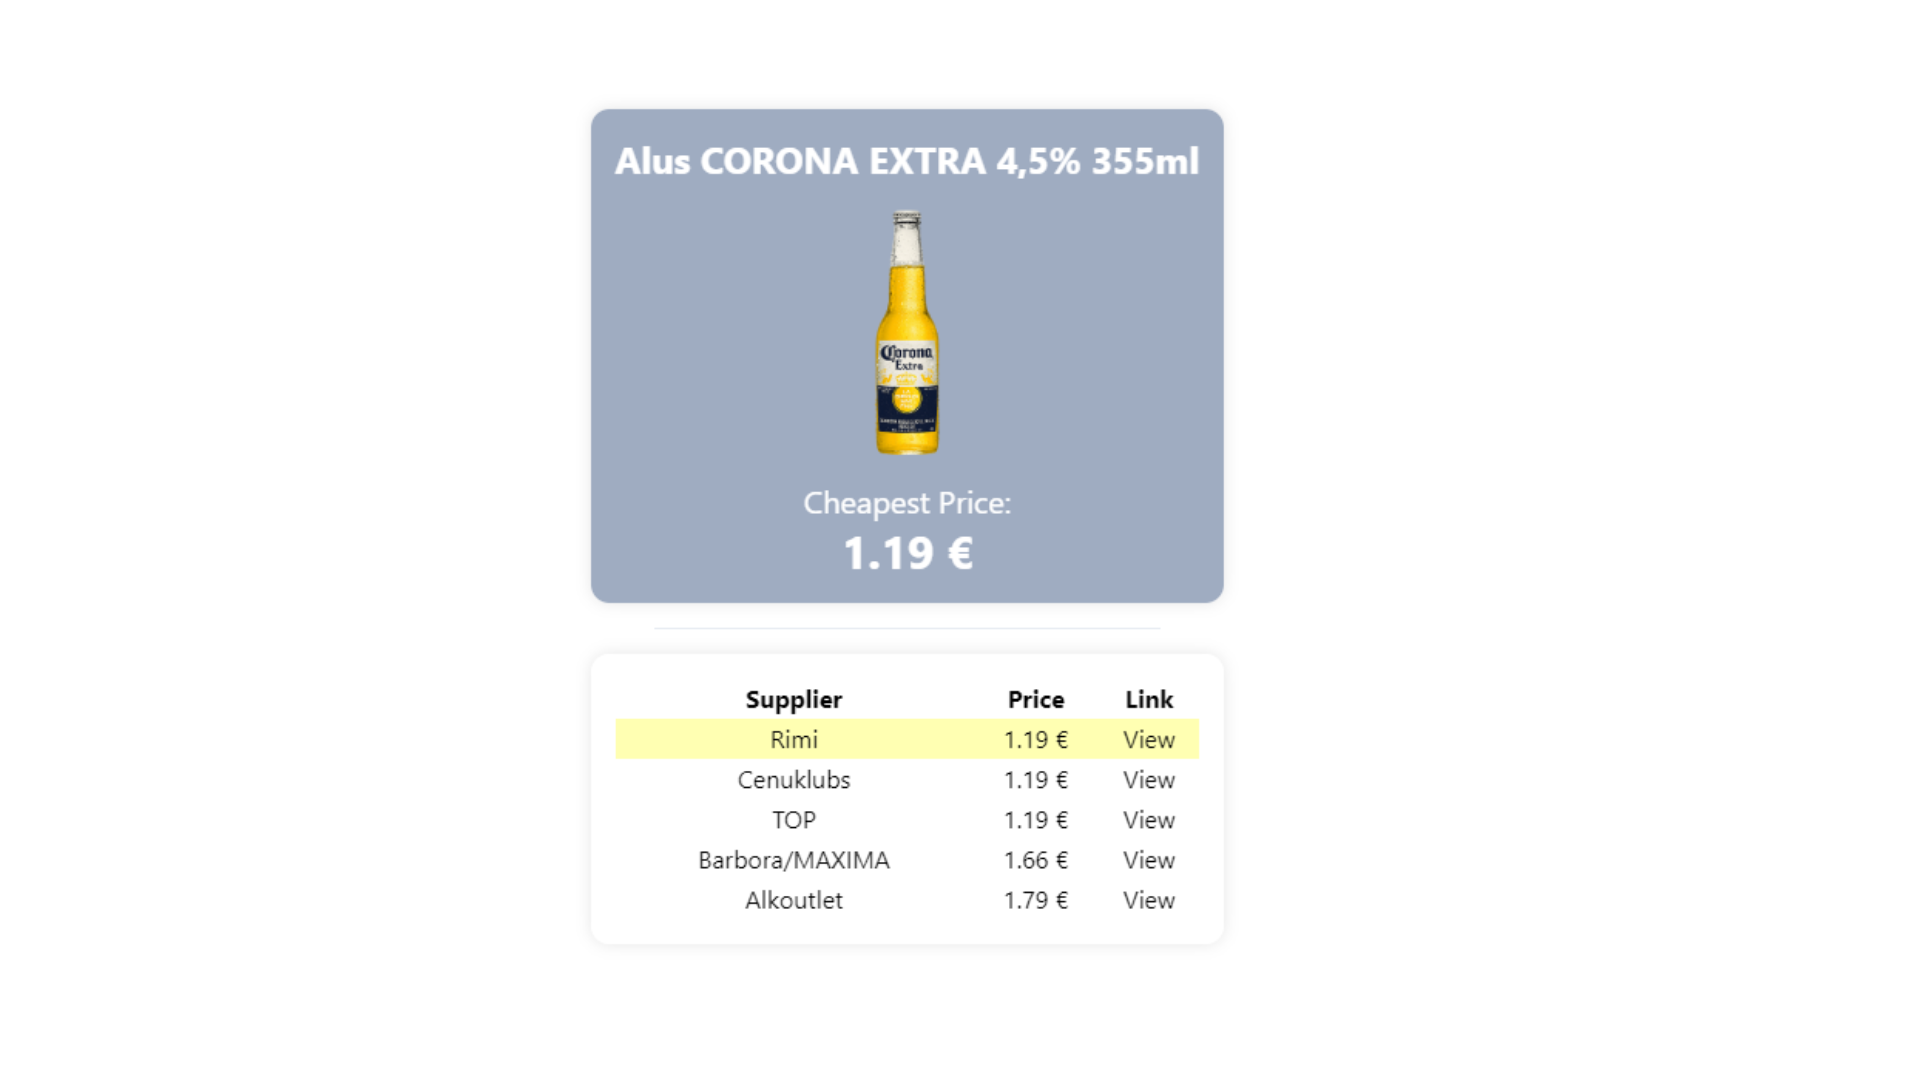 Alus CORONA EXTRA 4,5% 355ml
Corona
Extra
Cheapest Price:
1.19 €
Supplier Price Link
Rimi 1.19 € View
Cenuklubs 1.19 € View
TOP 1.19 € View
Barbora/MAXIMA 1.66 € View
Alkoutlet 1.79 € View